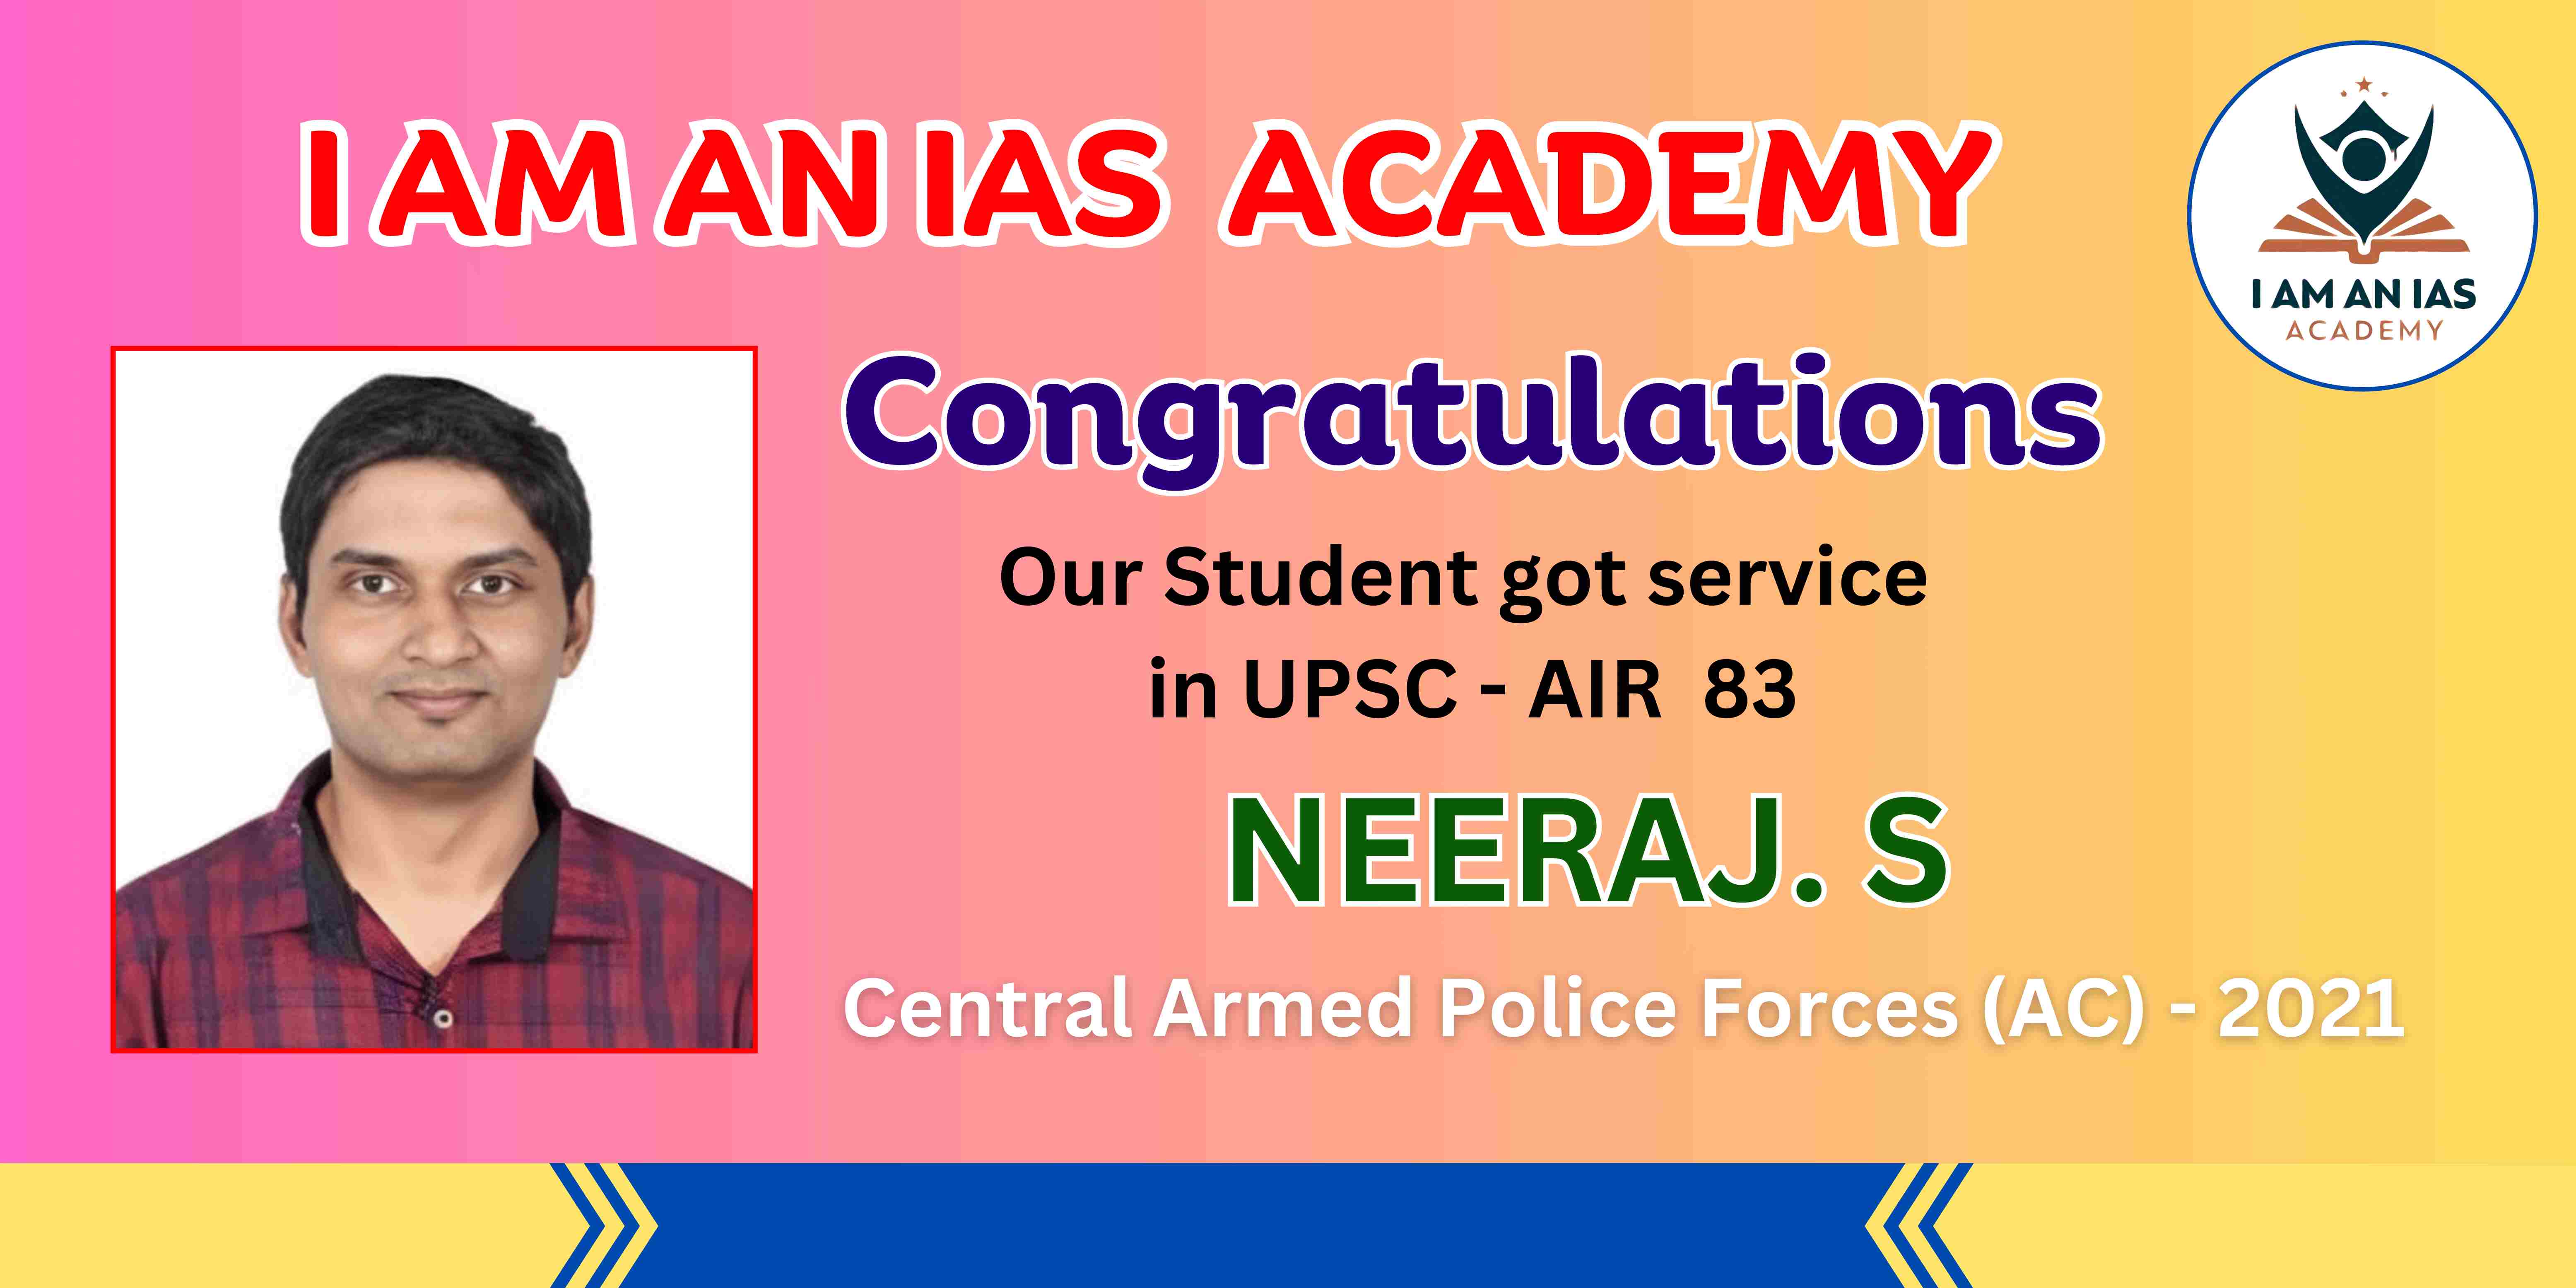 I AM AN IAS ACADEMY
I AM AN IAS
ACADEMY
Congratulations
Our Student got service
in UPSC - AIR 83
NEERAJ. S
Central Armed Police Forces (AC) - 2021